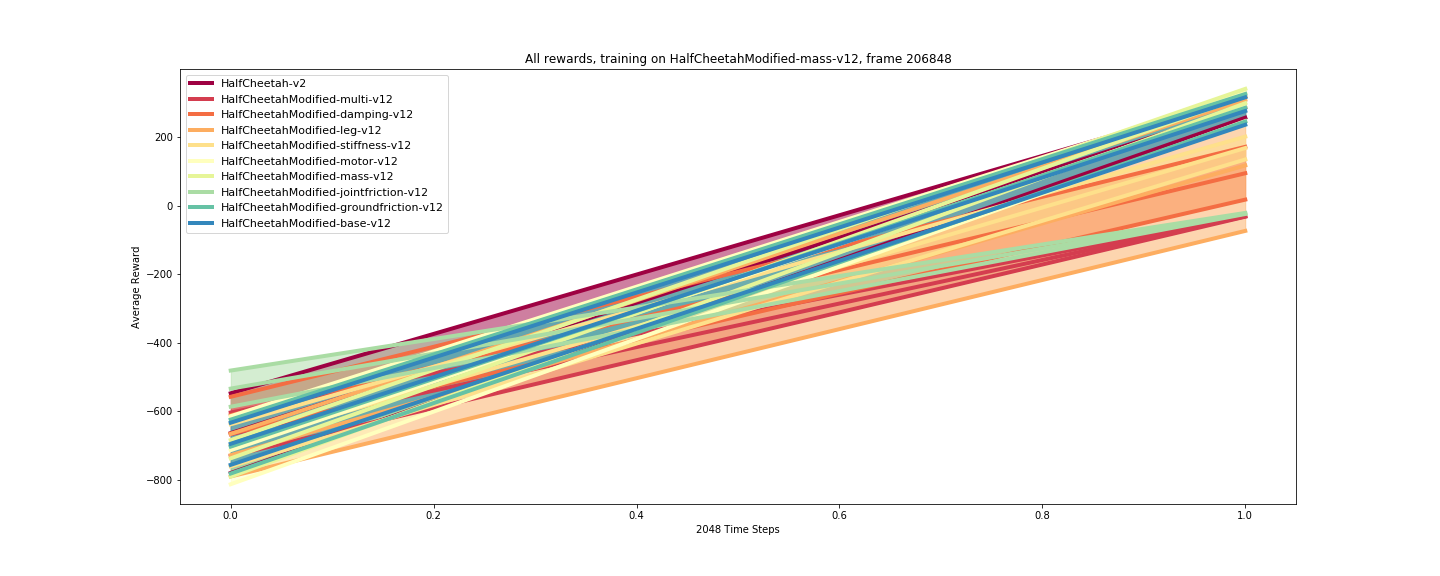 All rewards, training on HalfCheetahModified-mass-v12, frame 206848
HalfCheetah-v2
HalfCheetahModified-multi-v12
HalfCheetahModified-damping-v12
HalfCheetahModified-leg-v12
HalfCheetahModified-stiffness-v12
HalfCheetahModified-motor-v12
HalfCheetahModified-mass-v12
HalfCheetahModified-jointfriction-v12
HalfCheetahModified-groundfriction-v12
HalfCheetahModified-base-v12
Average Reward
200
0
−200
−400
−600
−800
0.0 0.2 0.4 0.6 0.8 1.0
2048 Time Steps